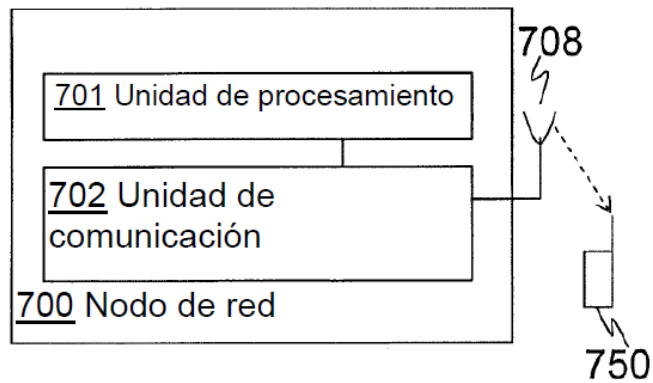 708
701 Unidad de procesamiento
702 Unidad de
comunicación
700 Nodo de red
750